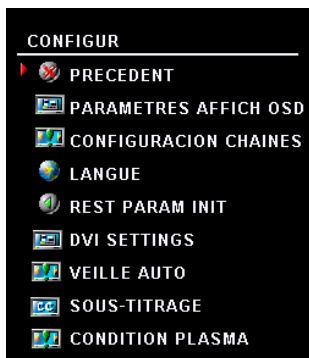 CONFIGUR
PRECEDENT
PARAMETRES AFFICH OSD
CONFIGURACION CHAINES
LANGUE
REST PARAM INIT
DVI SETTINGS
VEILLE AUTO
CC SOUS-TITRAGE
CONDITION PLASMA